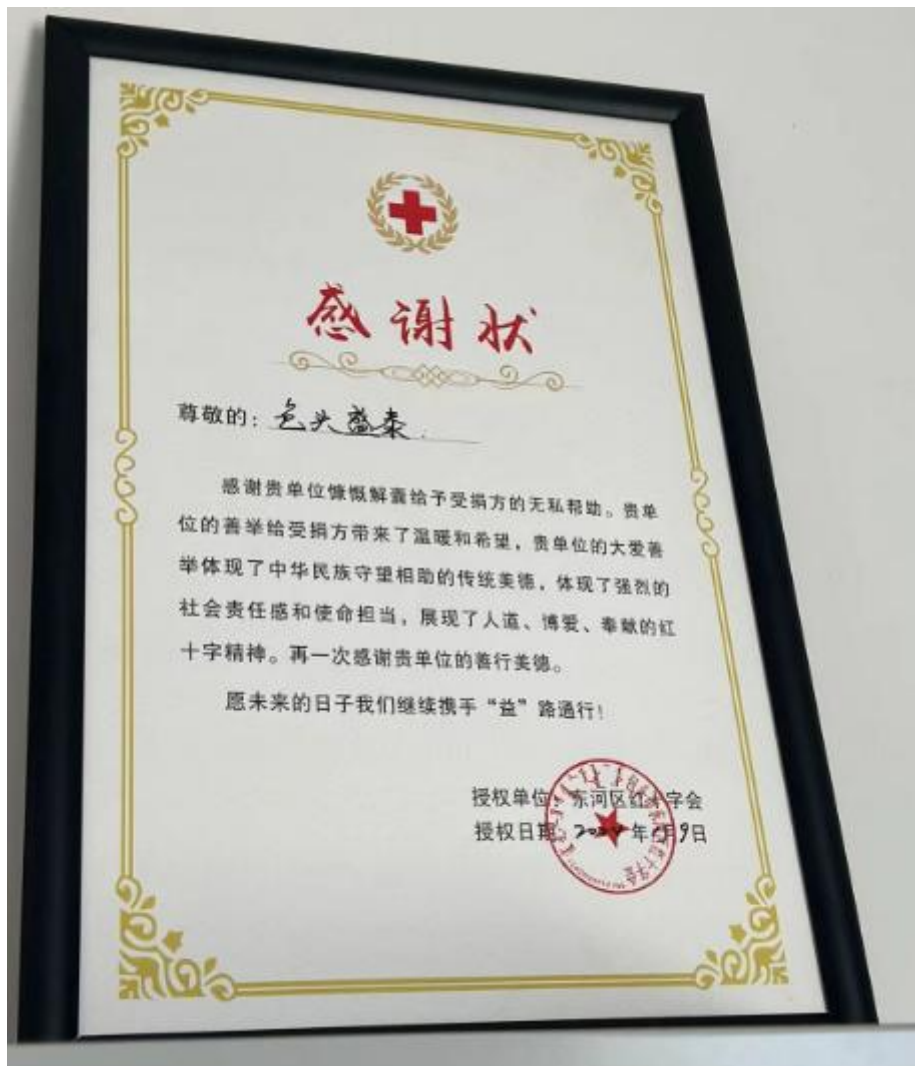 感谢状
尊敬的：包头盛泰
感谢贵单位慷慨解囊给予受捐方的无私帮助。贵单
位的善举给受捐方带来了温暖和希望，贵单位的大爱善
举体现了中华民族守望相助的传统美德，体现了强烈的
社会责任感和使命担当，展现了人道、博爱、奉献的红
十字精神。再一次感谢贵单位的善行美德。
愿未来的日子我们继续携手“益”路通行！
授权单位 东河区红十字会
授权日期 年 月9日